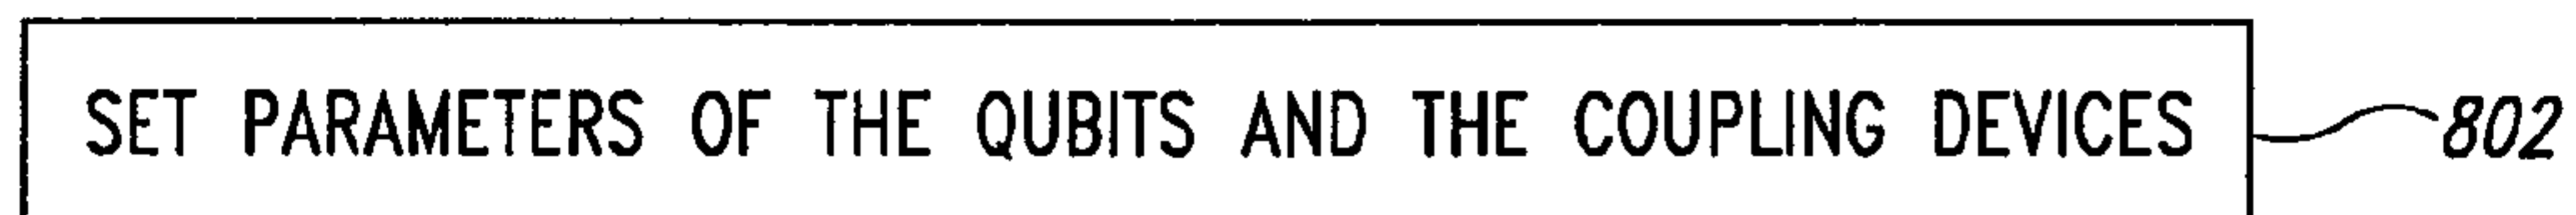 SET PARAMETERS OF THE QUBITS AND THE COUPLING DEVICES 802